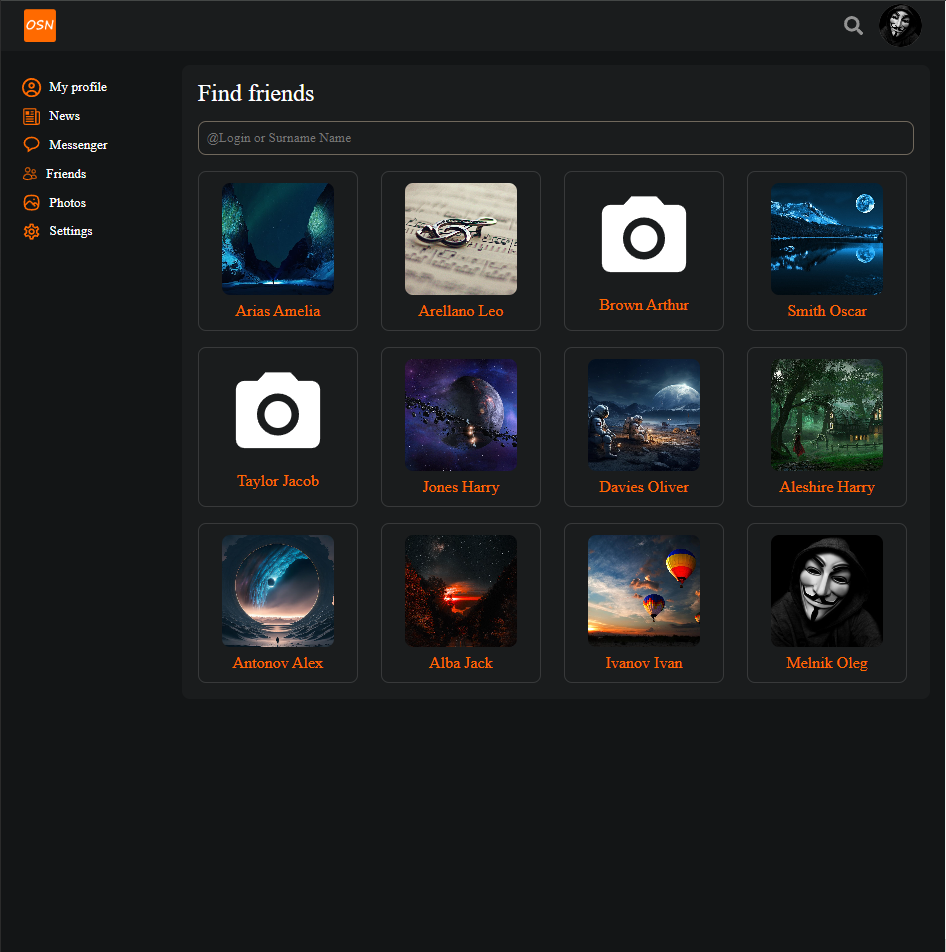 OSN
My profile
News
Messenger
Friends
Photos
Settings
Find friends
@Login or Surname Name
Arias Amelia
Arellano Leo
Brown Arthur
Smith Oscar
Taylor Jacob
Jones Harry
Davies Oliver
Aleshire Harry
Antonov Alex
Alba Jack
Ivanov Ivan
Melnik Oleg